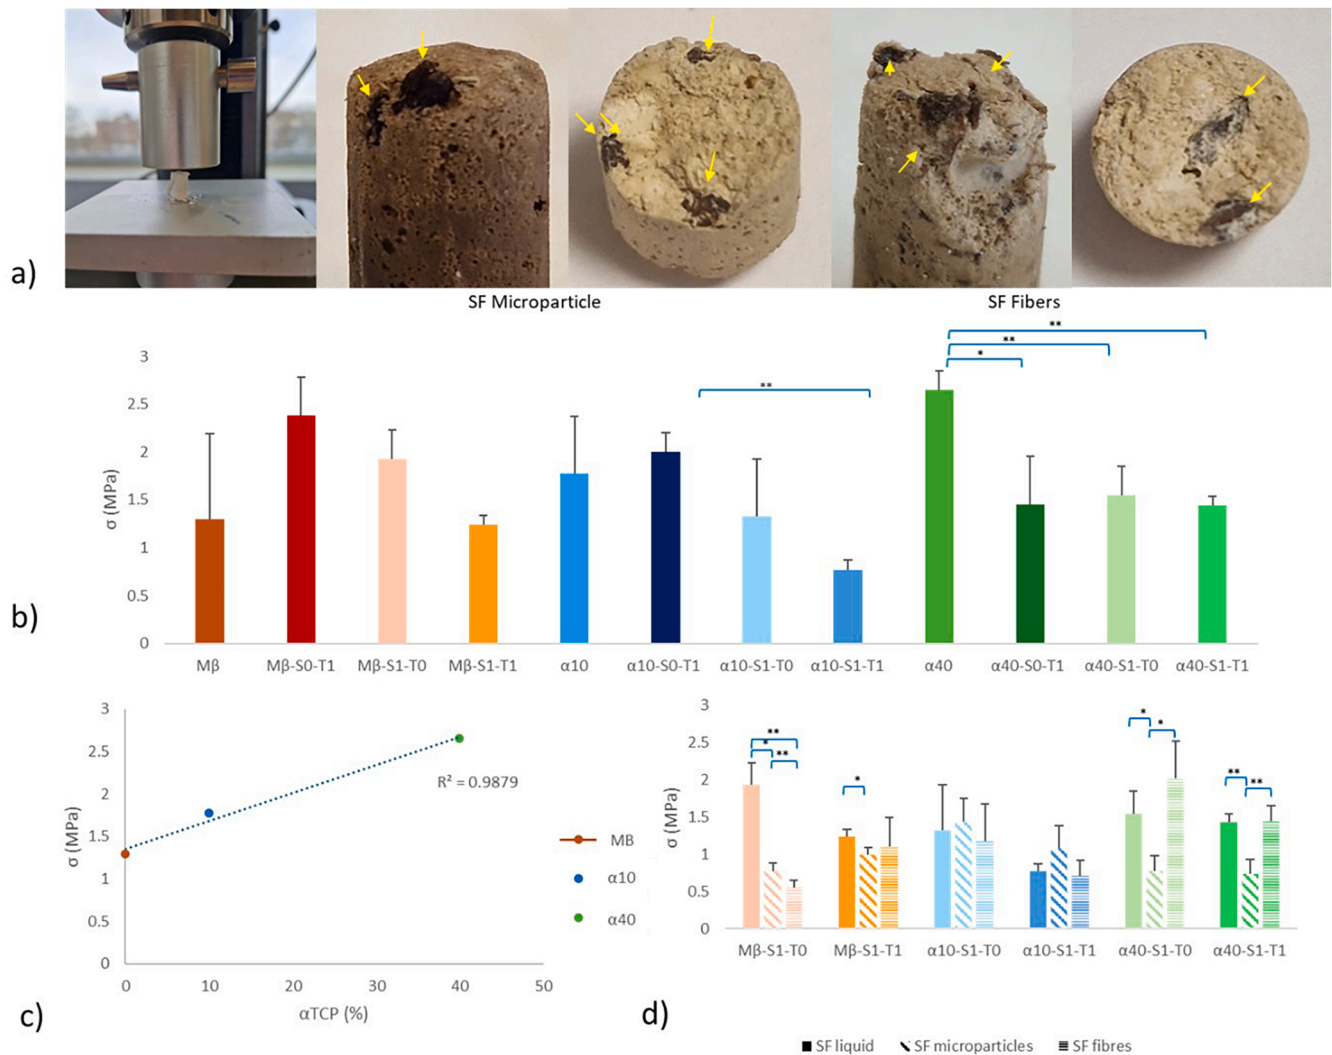 a)
SF Microparticle
SF Fibers
**
**
*
**
3
2.5
2
1.5
1
0.5
0
σ (MPa)
b)
Mβ
Mβ-S0-T1
Mβ-S1-T0
Mβ-S1-T1
α10
α10-S0-T1
α10-S1-T0
α10-S1-T1
α40
α40-S0-T1
α40-S1-T0
α40-S1-T1
3
2.5
2
1.5
1
0.5
0
σ (MPa)
R² = 0.9879
MB
α10
α40
0
10
20
30
40
50
αTCP (%)
c)
3
2.5
2
1.5
1
0.5
0
σ (MPa)
**
*
**
*
*
*
**
**
Mβ-S1-T0
Mβ-S1-T1
α10-S1-T0
α10-S1-T1
α40-S1-T0
α40-S1-T1
d)
SF liquid
SF microparticles
SF fibres